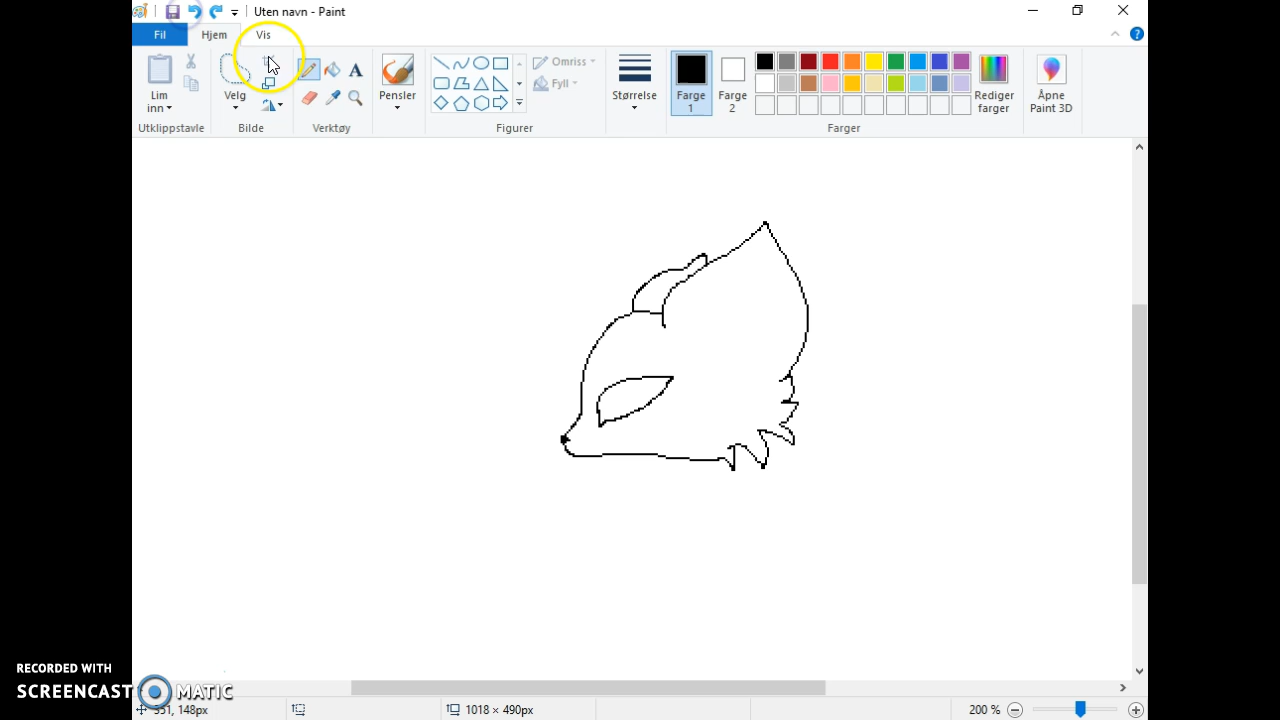 Uten navn - Paint
Fil Hjem Vis
Lim inn
Velg
A
Pensler
Omriss
Fyll
Størrelse
Farge 1
Farge 2
Rediger farger
Åpne Paint 3D
Utklippstavle Bilde Verktøy Figurer Farger
RECORDED WITH
SCREENCAST MATIC
351, 148px
1018 × 490px
200 %